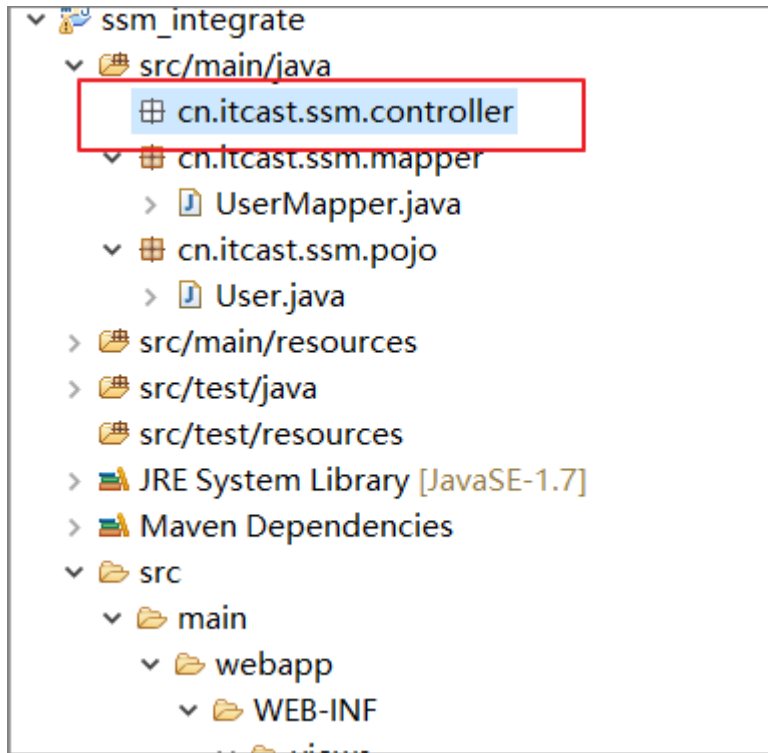 ssm_integrate
src/main/java
cn.itcast.ssm.controller
cn.itcast.ssm.mapper
UserMapper.java
cn.itcast.ssm.pojo
User.java
src/main/resources
src/test/java
src/test/resources
JRE System Library [JavaSE-1.7]
Maven Dependencies
src
main
webapp
WEB-INF